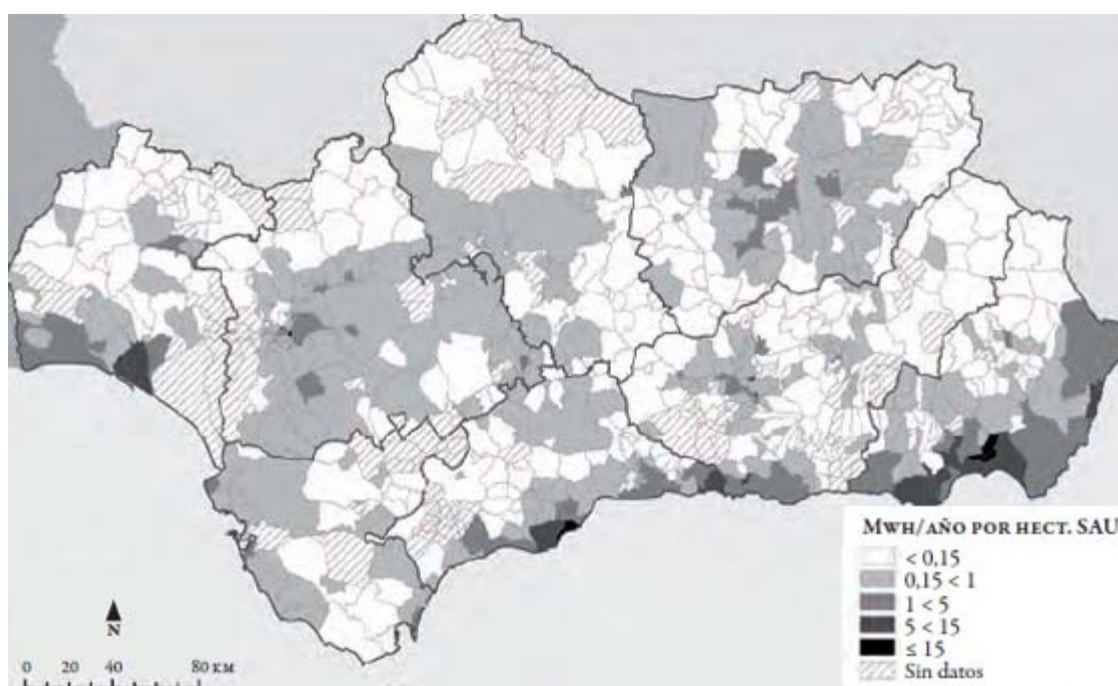 MWH/AÑO POR HECT. SAU
< 0,15
0,15 < 1
1 < 5
5 < 15
≤ 15
Sin datos
N
0 20 40 80 KM